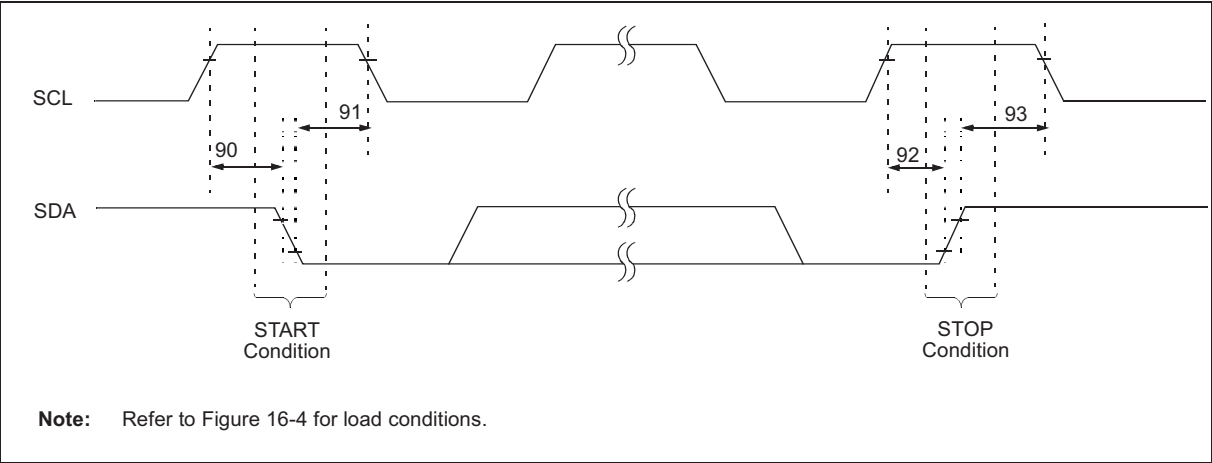 SCL
91
93
90
92
SDA
START
Condition
STOP
Condition
Note: Refer to Figure 16-4 for load conditions.